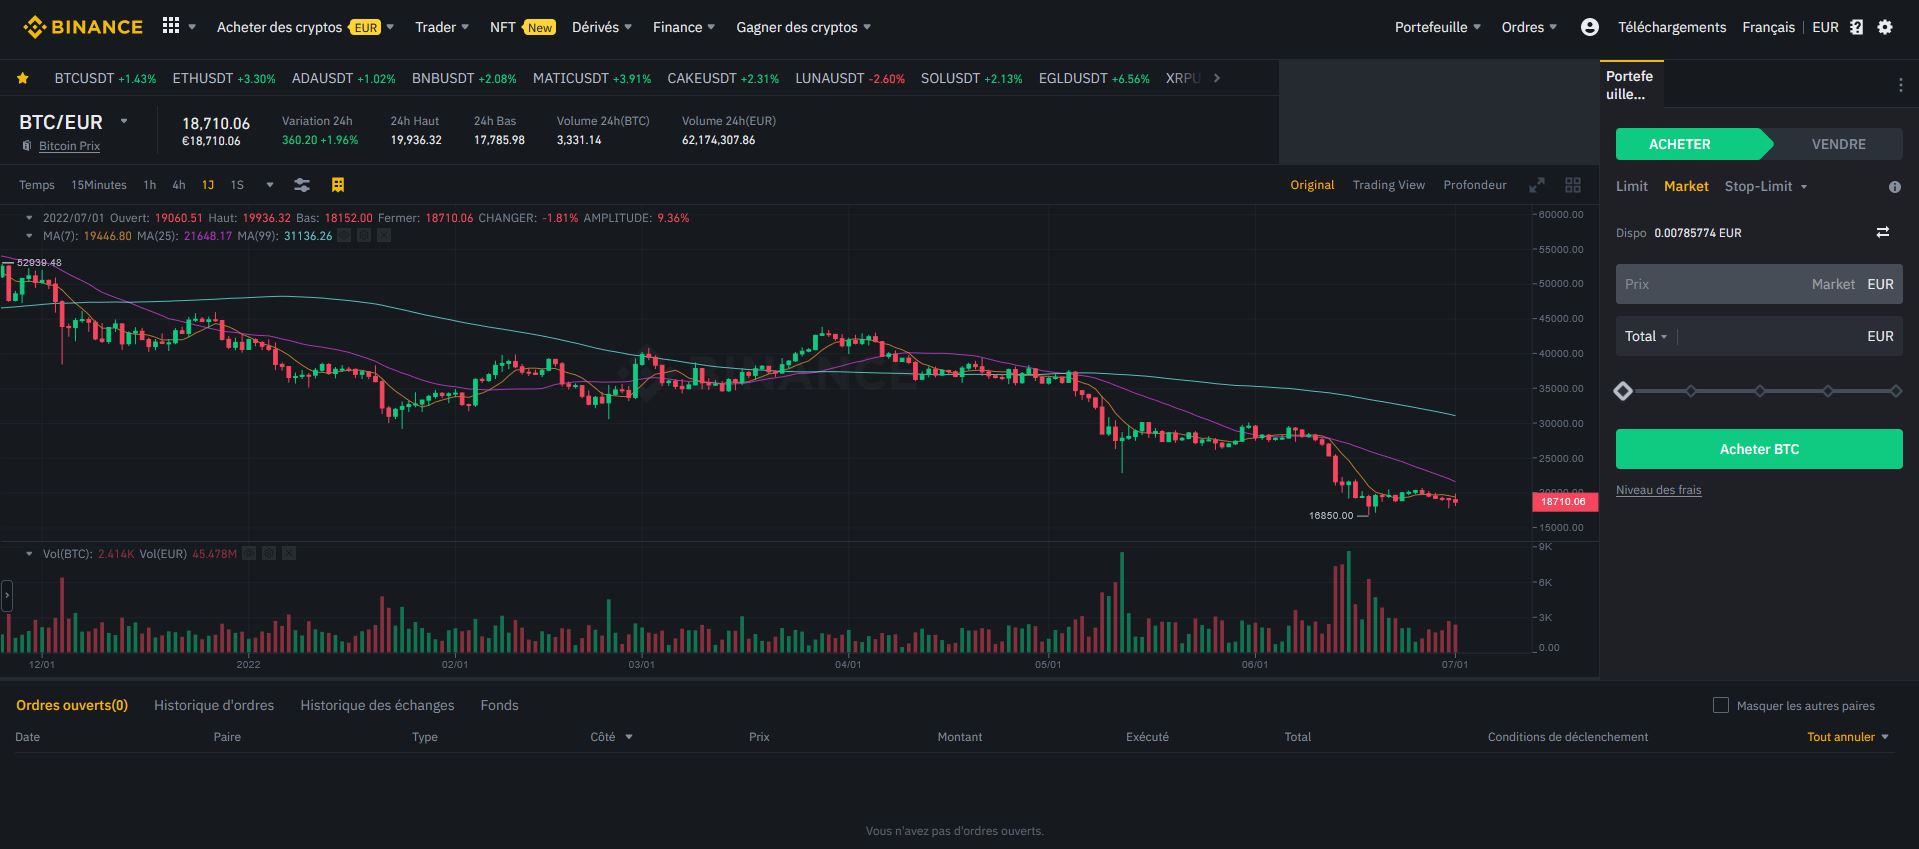 BINANCE Acheter des cryptos EUR Trader NFT New Dérivés Finance Gagner des cryptos Portefeuille Ordres Téléchargements Français | EUR
BTCUSDT +1.43% ETHUSDT +3.30% ADAUSDT +1.02% BNBUSDT +2.08% MATICUSDT +3.91% CAKEUSDT +2.31% LUNAUSDT -2.60% SOLUSDT +2.13% EGLDUSDT +6.56% XRPU
Portefe
uille...
BTC/EUR
Bitcoin Prix
18,710.06
€18,710.06
Variation 24h
360.20 +1.96%
24h Haut
19,936.32
24h Bas
17,785.98
Volume 24h(BTC)
3,331.14
Volume 24h(EUR)
62,174,307.86
ACHETER VENDRE
Temps 15Minutes 1h 4h 1J 1S Original Trading View Profondeur
Limit Market Stop-Limit
2022/07/01 Ouvert: 19060.51 Haut: 19936.32 Bas: 18152.00 Fermer: 18710.06 CHANGER: -1.81% AMPLITUDE: 9.36%
MA(7): 19446.80 MA(25): 21648.17 MA(99): 31136.26
52939.48
BINANCE
60000.00
55000.00
50000.00
45000.00
40000.00
35000.00
30000.00
25000.00
20000.00
18710.06
15000.00
16850.00
Dispo 0.00785774 EUR
Prix Market EUR
Total EUR
Acheter BTC
Niveau des frais
Vol(BTC): 2.414K Vol(EUR) 45.478M
9K
6K
3K
0.00
12/01 2022 02/01 03/01 04/01 05/01 06/01 07/01
Ordres ouverts(0) Historique d'ordres Historique des échanges Fonds Masquer les autres paires
Date Paire Type Côté Prix Montant Exécuté Total Conditions de déclenchement Tout annuler
Vous n'avez pas d'ordres ouverts.